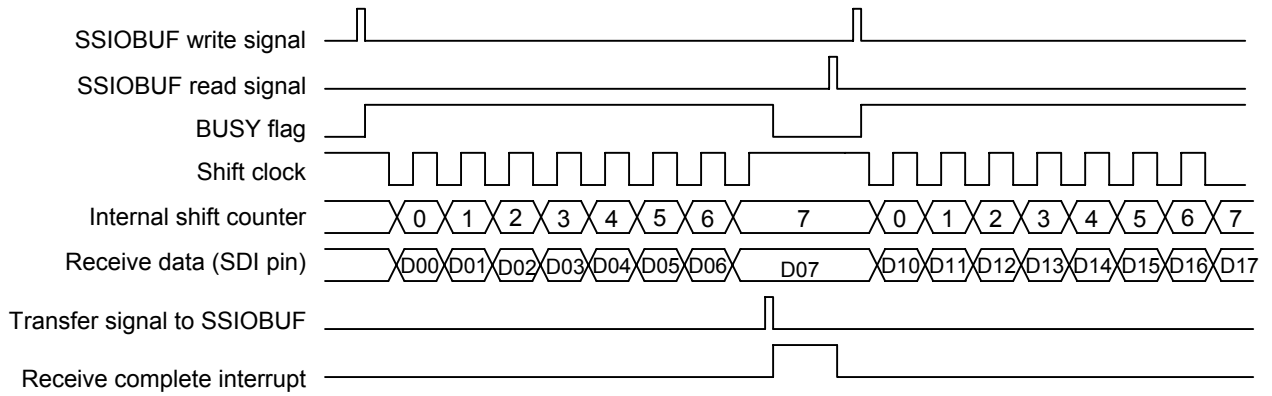 SSIOBUF write signal
SSIOBUF read signal
BUSY flag
Shift clock
Internal shift counter 0 1 2 3 4 5 6 7 0 1 2 3 4 5 6 7
Receive data (SDI pin) D00 D01 D02 D03 D04 D05 D06 D07 D10 D11 D12 D13 D14 D15 D16 D17
Transfer signal to SSIOBUF
Receive complete interrupt